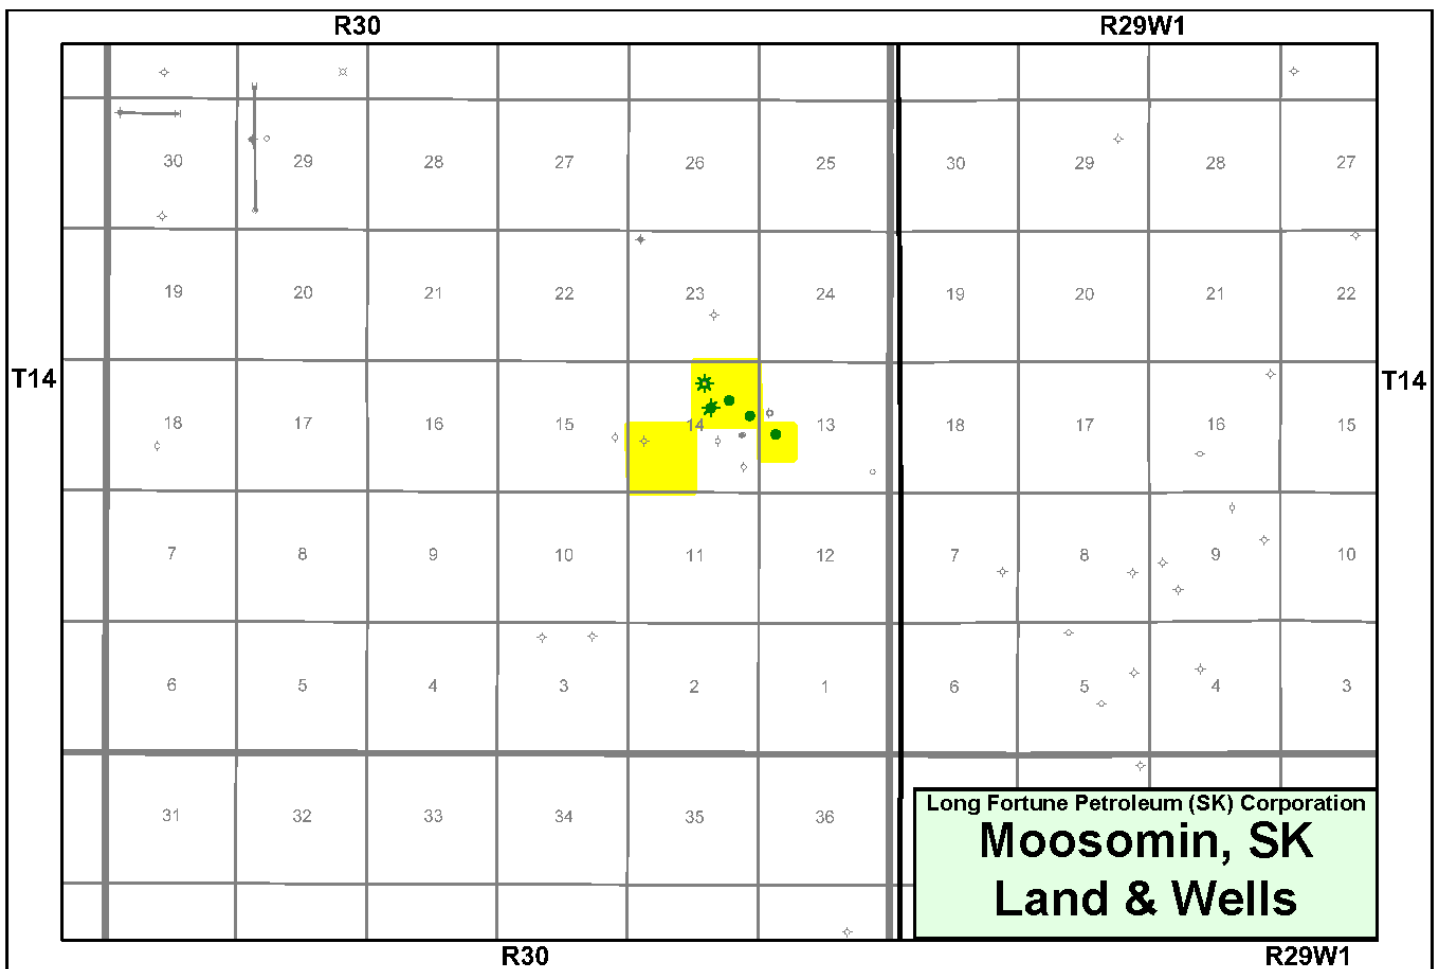 R30 R29W1
30 29 28 27 26 25 30 29 28 27
19 20 21 22 23 24 19 20 21 22
T14 T14
18 17 16 15 14 13 18 17 16 15
7 8 9 10 11 12 7 8 9 10
6 5 4 3 2 1 6 5 4 3
31 32 33 34 35 36
Long Fortune Petroleum (SK) Corporation
Moosomin, SK
Land & Wells
R30 R29W1